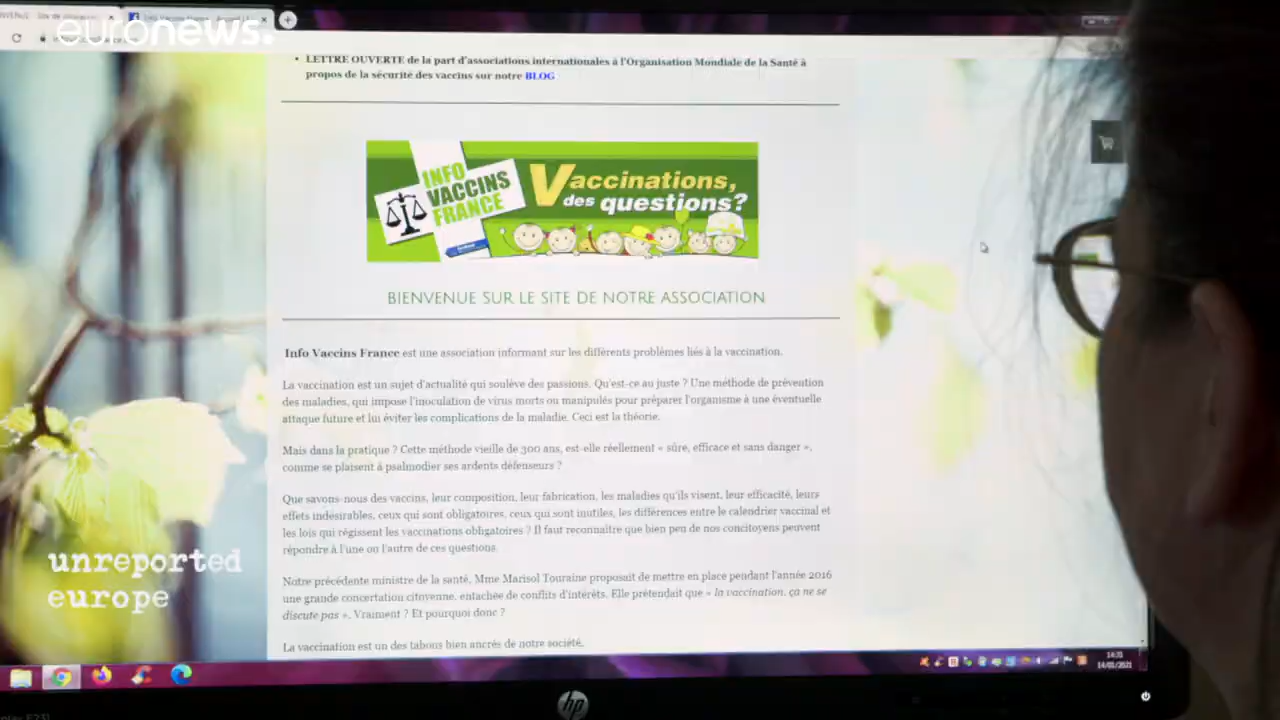 euronews.
LETTRE OUVERTE de la part d'associations internationales à l'Organisation Mondiale de la Santé à
propos de la sécurité des vaccins sur notre BLOG
INFO
VACCINS
FRANCE
Vaccinations,
des questions?
BIENVENUE SUR LE SITE DE NOTRE ASSOCIATION
Info Vaccins France est une association informant sur les différents problèmes liés à la vaccination.
La vaccination est un sujet d'actualité qui soulève des passions. Qu'est-ce au juste ? Une méthode de prévention
des maladies, qui impose l'inoculation de virus morts ou manipulés pour préparer l'organisme à une éventuelle
attaque future et lui éviter les complications de la maladie. Ceci est la théorie.
Mais dans la pratique ? Cette méthode vieille de 300 ans, est-elle réellement « sûre, efficace et sans danger »,
comme se plaisent à psalmodier ses ardents défenseurs ?
Que savons-nous des vaccins, leur composition, leur fabrication, les maladies qu'ils visent, leur efficacité, leurs
effets indésirables, ceux qui sont obligatoires, ceux qui sont inutiles, les différences entre le calendrier vaccinal et
les lois qui régissent les vaccinations obligatoires ? Il faut reconnaître que bien peu de nos concitoyens peuvent
répondre à l'une ou l'autre de ces questions.
Notre précédente ministre de la santé, Mme Marisol Touraine proposait de mettre en place pendant l'année 2016
une grande concertation citoyenne, entachée de conflits d'intérêts. Elle prétendait que « la vaccination, ça ne se
discute pas ». Vraiment ? Et pourquoi donc ?
La vaccination est un des tabous bien ancrés de notre société.
unreported
europe
14:31
14/01/2021
hp